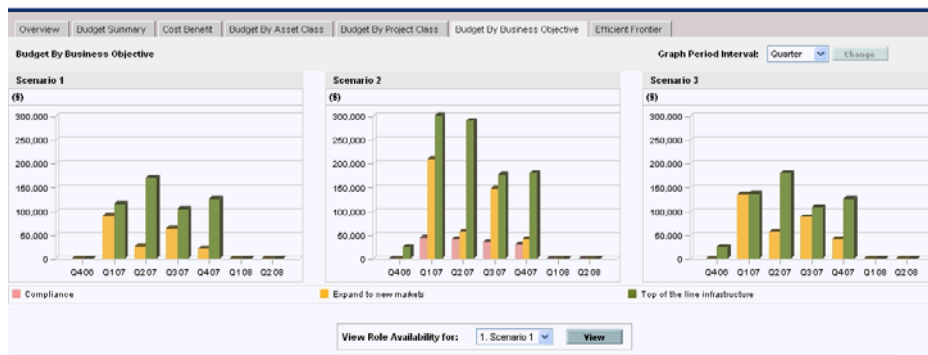 Overview Budget Summary Cost Benefit Budget By Asset Class Budget By Project Class Budget By Business Objective Efficient Frontier
Budget By Business Objective Graph Period Interval: Quarter Change
Scenario 1 Scenario 2 Scenario 3
($) ($) ($)
300,000 300,000 300,000
250,000 250,000 250,000
200,000 200,000 200,000
150,000 150,000 150,000
100,000 100,000 100,000
50,000 50,000 50,000
0 0 0
Q4 06 Q1 07 Q2 07 Q3 07 Q4 07 Q1 08 Q2 08 Q4 06 Q1 07 Q2 07 Q3 07 Q4 07 Q1 08 Q2 08 Q4 06 Q1 07 Q2 07 Q3 07 Q4 07 Q1 08 Q2 08
Compliance Expand to new markets Top of the line infrastructure
View Role Availability for: 1. Scenario 1 View